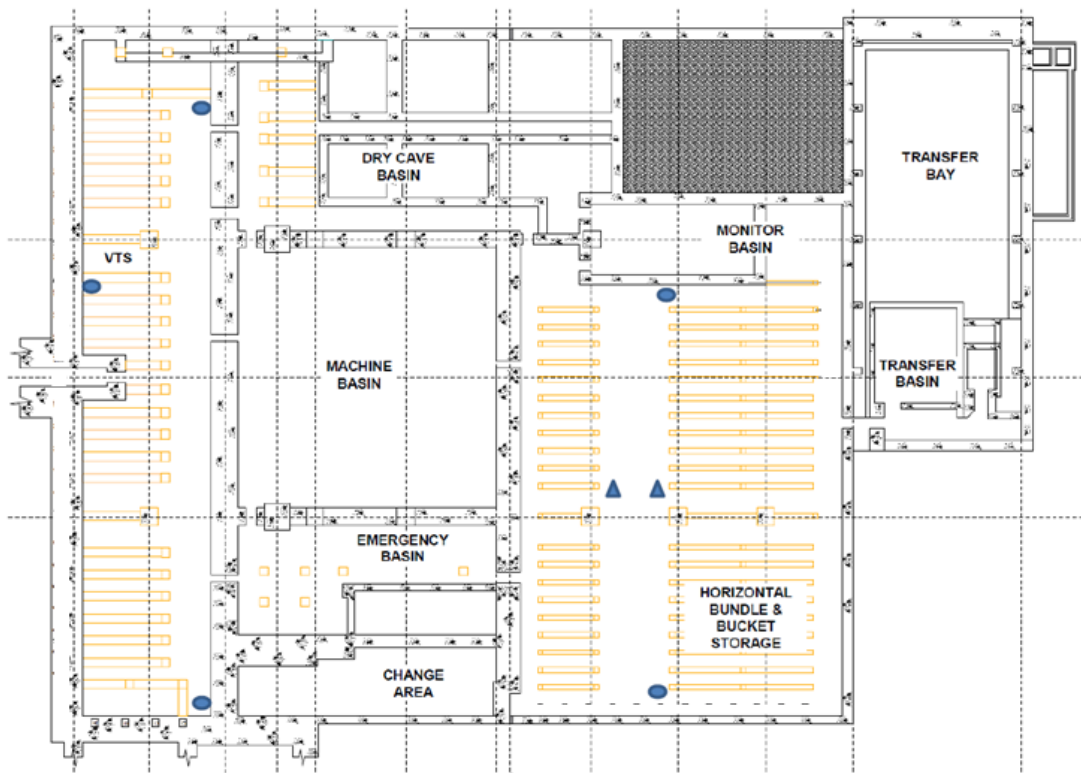 DRY CAVE
BASIN
TRANSFER
BAY
MONITOR
BASIN
VTS
MACHINE
BASIN
TRANSFER
BASIN
EMERGENCY
BASIN
HORIZONTAL
BUNDLE &
BUCKET
STORAGE
CHANGE
AREA